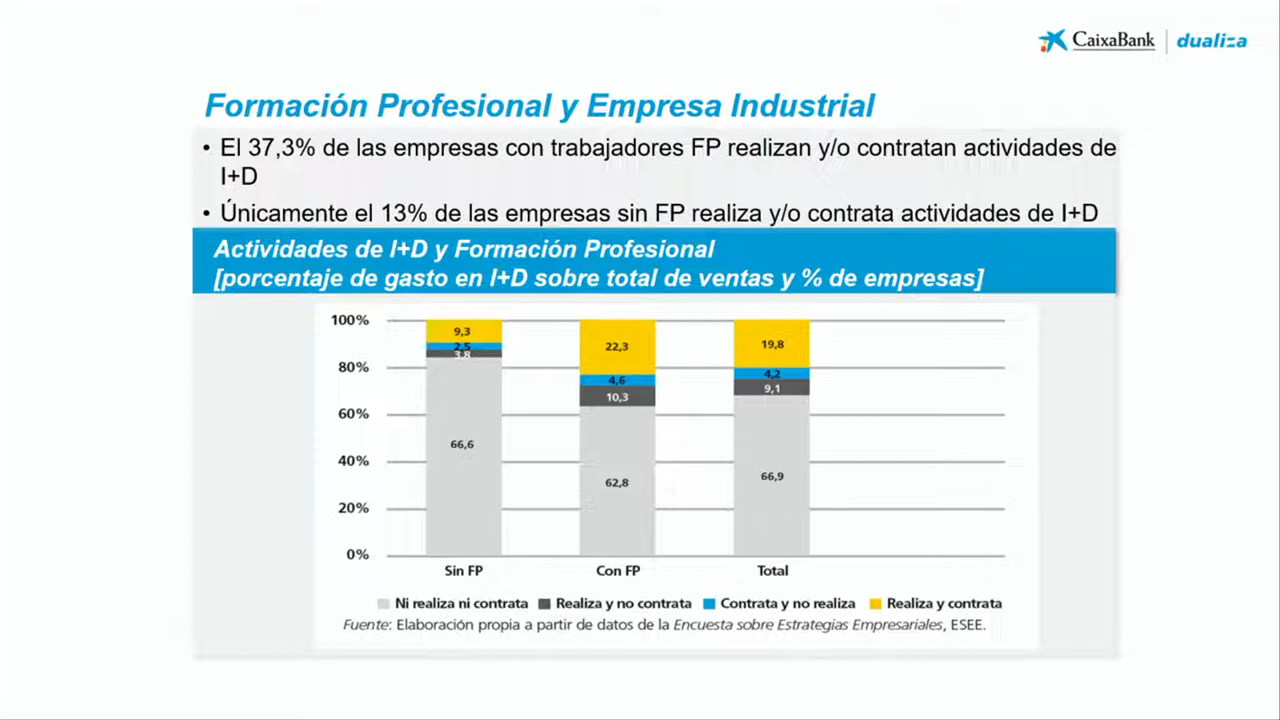 CaixaBank dualiza
Formación Profesional y Empresa Industrial
• El 37,3% de las empresas con trabajadores FP realizan y/o contratan actividades de
I+D
• Únicamente el 13% de las empresas sin FP realiza y/o contrata actividades de I+D
Actividades de I+D y Formación Profesional
[porcentaje de gasto en I+D sobre total de ventas y % de empresas]
100%
80%
60%
40%
20%
0%
9,3
2,5
3,8
66,6
22,3
4,6
10,3
62,8
19,8
4,2
9,1
66,9
Sin FP Con FP Total
Ni realiza ni contrata Realiza y no contrata Contrata y no realiza Realiza y contrata
Fuente: Elaboración propia a partir de datos de la Encuesta sobre Estrategias Empresariales, ESEE.